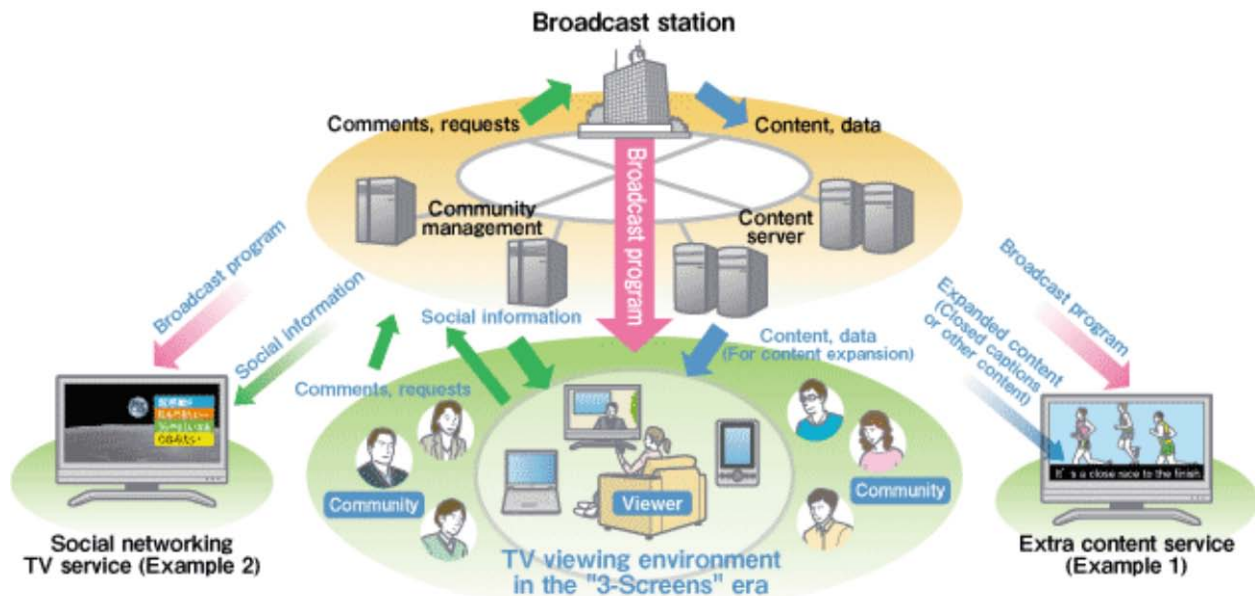 Broadcast station
Comments, requests
Content, data
Broadcast program
Community
management
Content
server
Broadcast program
Social information
Social information
Comments, requests
Content, data
(For content expansion)
Broadcast program
Expanded content
(Closed captions
or other content)
It's a close race to the finish
Community
Viewer
Community
Social networking
TV service (Example 2)
TV viewing environment
in the "3-Screens" era
Extra content service
(Example 1)